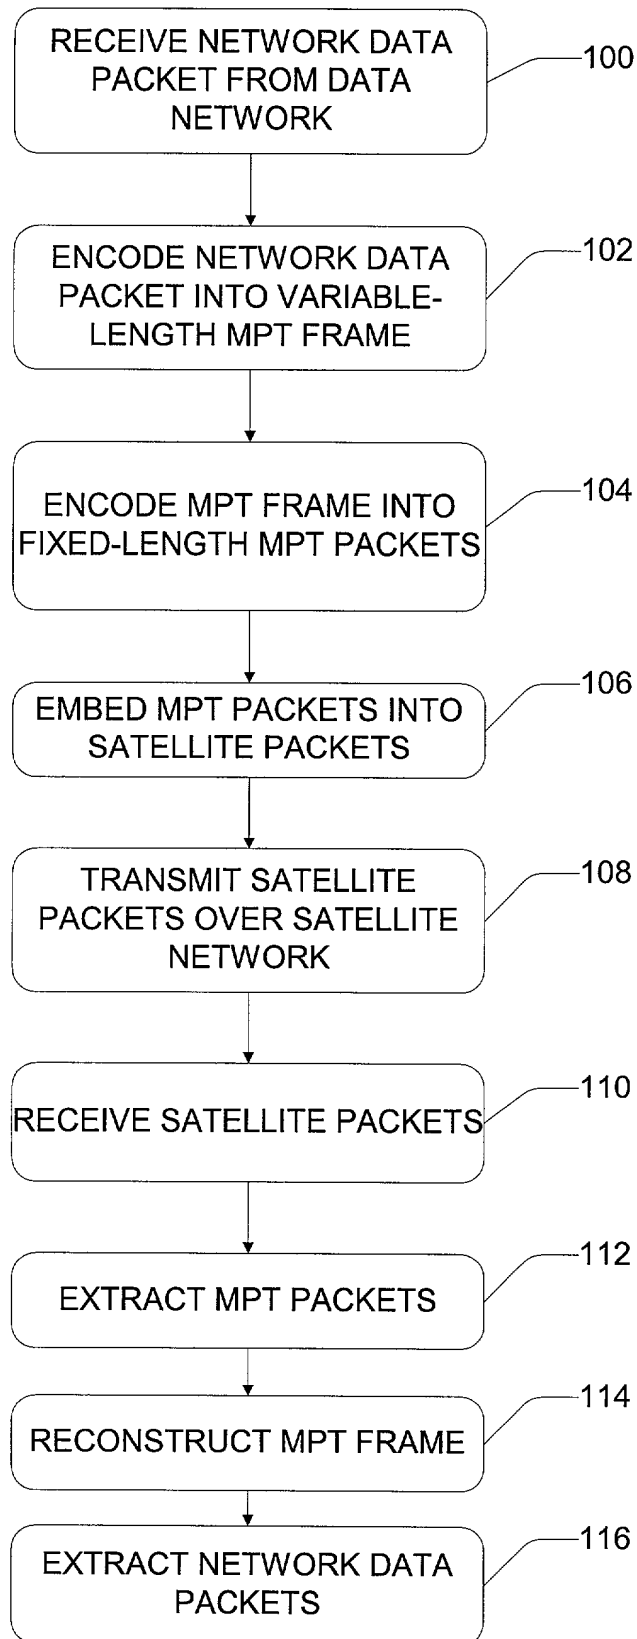 RECEIVE NETWORK DATA
PACKET FROM DATA
NETWORK
100
ENCODE NETWORK DATA
PACKET INTO VARIABLE-
LENGTH MPT FRAME
102
ENCODE MPT FRAME INTO
FIXED-LENGTH MPT PACKETS
104
EMBED MPT PACKETS INTO
SATELLITE PACKETS
106
TRANSMIT SATELLITE
PACKETS OVER SATELLITE
NETWORK
108
RECEIVE SATELLITE PACKETS
110
EXTRACT MPT PACKETS
112
RECONSTRUCT MPT FRAME
114
EXTRACT NETWORK DATA
PACKETS
116